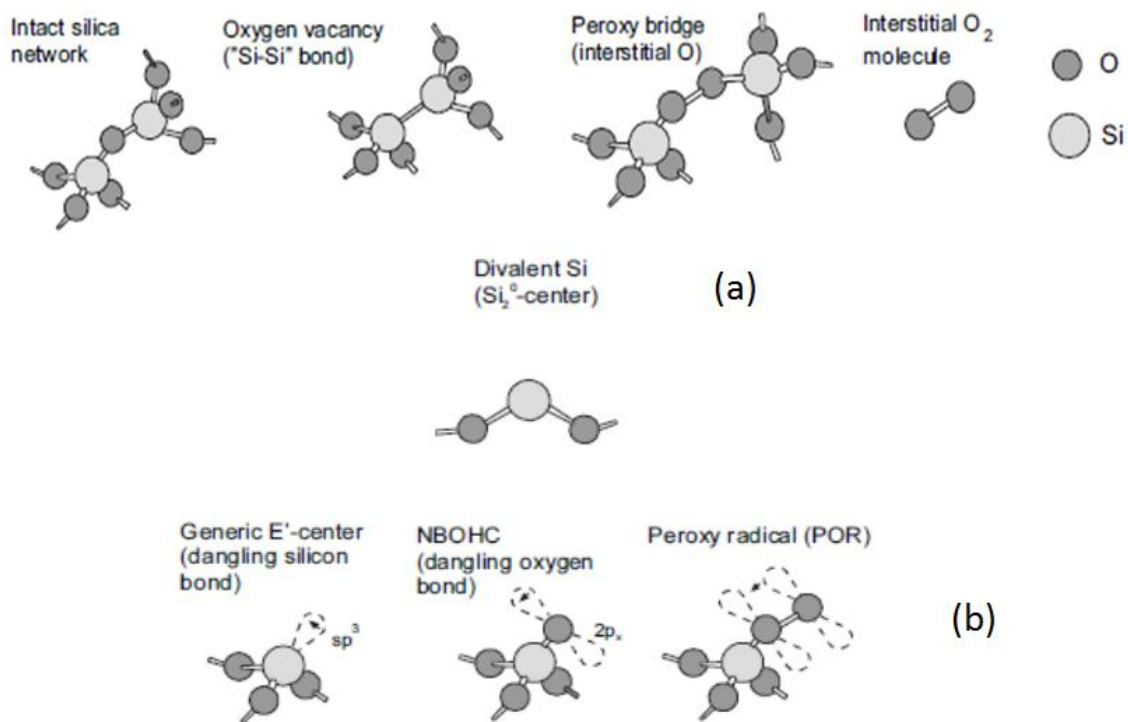 Intact silica
network
Oxygen vacancy
("Si-Si" bond)
Peroxy bridge
(interstitial O)
Interstitial O2
molecule
O
Si
Divalent Si
(Si2⁰-center)
(a)
Generic E'-center
(dangling silicon
bond)
sp³
NBOHC
(dangling oxygen
bond)
2pₓ
Peroxy radical (POR)
(b)